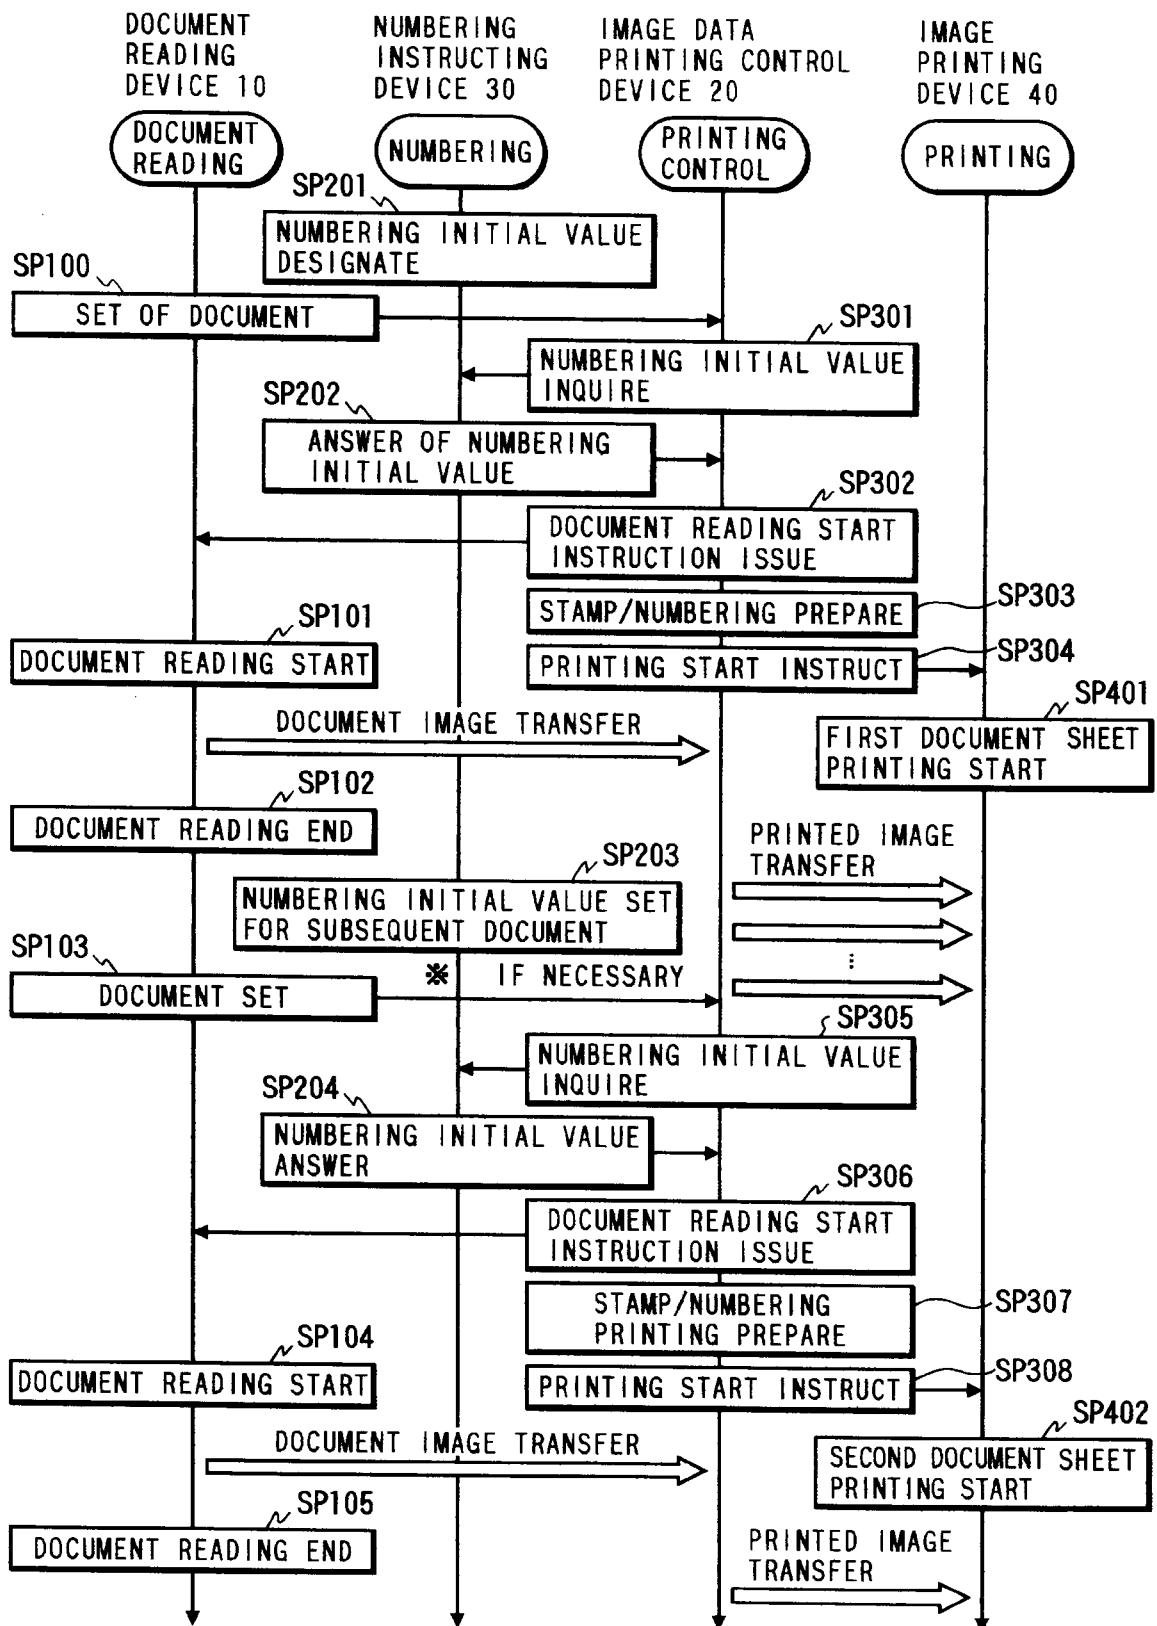 DOCUMENT
READING
DEVICE 10
NUMBERING
INSTRUCTING
DEVICE 30
IMAGE DATA
PRINTING CONTROL
DEVICE 20
IMAGE
PRINTING
DEVICE 40
DOCUMENT
READING
NUMBERING
PRINTING
CONTROL
PRINTING
SP201
NUMBERING INITIAL VALUE
DESIGNATE
SP100
SET OF DOCUMENT
SP301
NUMBERING INITIAL VALUE
INQUIRE
SP202
ANSWER OF NUMBERING
INITIAL VALUE
SP302
DOCUMENT READING START
INSTRUCTION ISSUE
STAMP/NUMBERING PREPARE
SP303
SP101
DOCUMENT READING START
PRINTING START INSTRUCT
SP304
DOCUMENT IMAGE TRANSFER
SP401
FIRST DOCUMENT SHEET
PRINTING START
SP102
DOCUMENT READING END
PRINTED IMAGE
TRANSFER
SP203
NUMBERING INITIAL VALUE SET
FOR SUBSEQUENT DOCUMENT
※ IF NECESSARY
...
SP103
DOCUMENT SET
SP305
NUMBERING INITIAL VALUE
INQUIRE
SP204
NUMBERING INITIAL VALUE
ANSWER
SP306
DOCUMENT READING START
INSTRUCTION ISSUE
STAMP/NUMBERING
PRINTING PREPARE
SP307
SP104
DOCUMENT READING START
PRINTING START INSTRUCT
SP308
DOCUMENT IMAGE TRANSFER
SP402
SECOND DOCUMENT SHEET
PRINTING START
SP105
DOCUMENT READING END
PRINTED IMAGE
TRANSFER